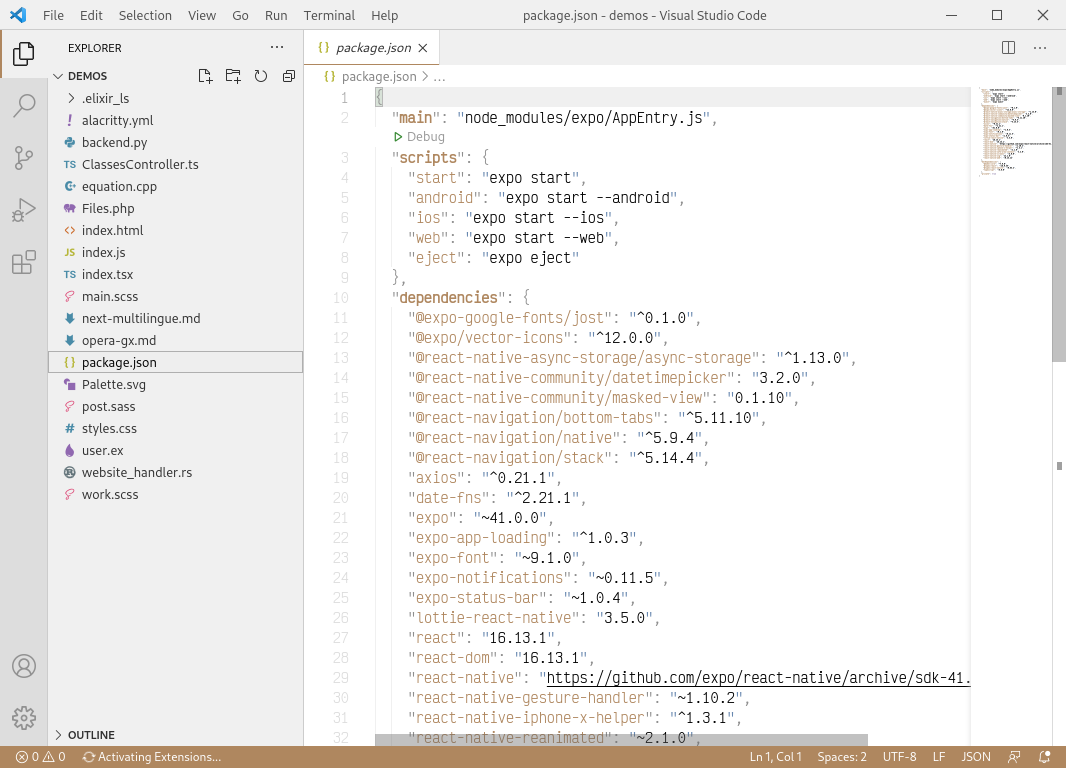 File Edit Selection View Go Run Terminal Help package.json - demos - Visual Studio Code
EXPLORER
DEMOS
.elixir_ls
alacritty.yml
backend.py
TS ClassesController.ts
equation.cpp
Files.php
index.html
JS index.js
TS index.tsx
main.scss
next-multilingue.md
opera-gx.md
{} package.json
Palette.svg
post.sass
# styles.css
user.ex
website_handler.rs
work.scss
OUTLINE
{} package.json
{} package.json > ...
1 {
2 "main": "node_modules/expo/AppEntry.js",
Debug
3 "scripts": {
4 "start": "expo start",
5 "android": "expo start --android",
6 "ios": "expo start --ios",
7 "web": "expo start --web",
8 "eject": "expo eject"
9 },
10 "dependencies": {
11 "@expo-google-fonts/jost": "^0.1.0",
12 "@expo/vector-icons": "^12.0.0",
13 "@react-native-async-storage/async-storage": "^1.13.0",
14 "@react-native-community/datetimepicker": "3.2.0",
15 "@react-native-community/masked-view": "0.1.10",
16 "@react-navigation/bottom-tabs": "^5.11.10",
17 "@react-navigation/native": "^5.9.4",
18 "@react-navigation/stack": "^5.14.4",
19 "axios": "^0.21.1",
20 "date-fns": "^2.21.1",
21 "expo": "~41.0.0",
22 "expo-app-loading": "^1.0.3",
23 "expo-font": "~9.1.0",
24 "expo-notifications": "~0.11.5",
25 "expo-status-bar": "~1.0.4",
26 "lottie-react-native": "3.5.0",
27 "react": "16.13.1",
28 "react-dom": "16.13.1",
29 "react-native": "https://github.com/expo/react-native/archive/sdk-41.
30 "react-native-gesture-handler": "~1.10.2",
31 "react-native-iphone-x-helper": "^1.3.1",
32 "react-native-reanimated": "~2.1.0",
0 0 Activating Extensions... Ln 1, Col 1 Spaces: 2 UTF-8 LF JSON